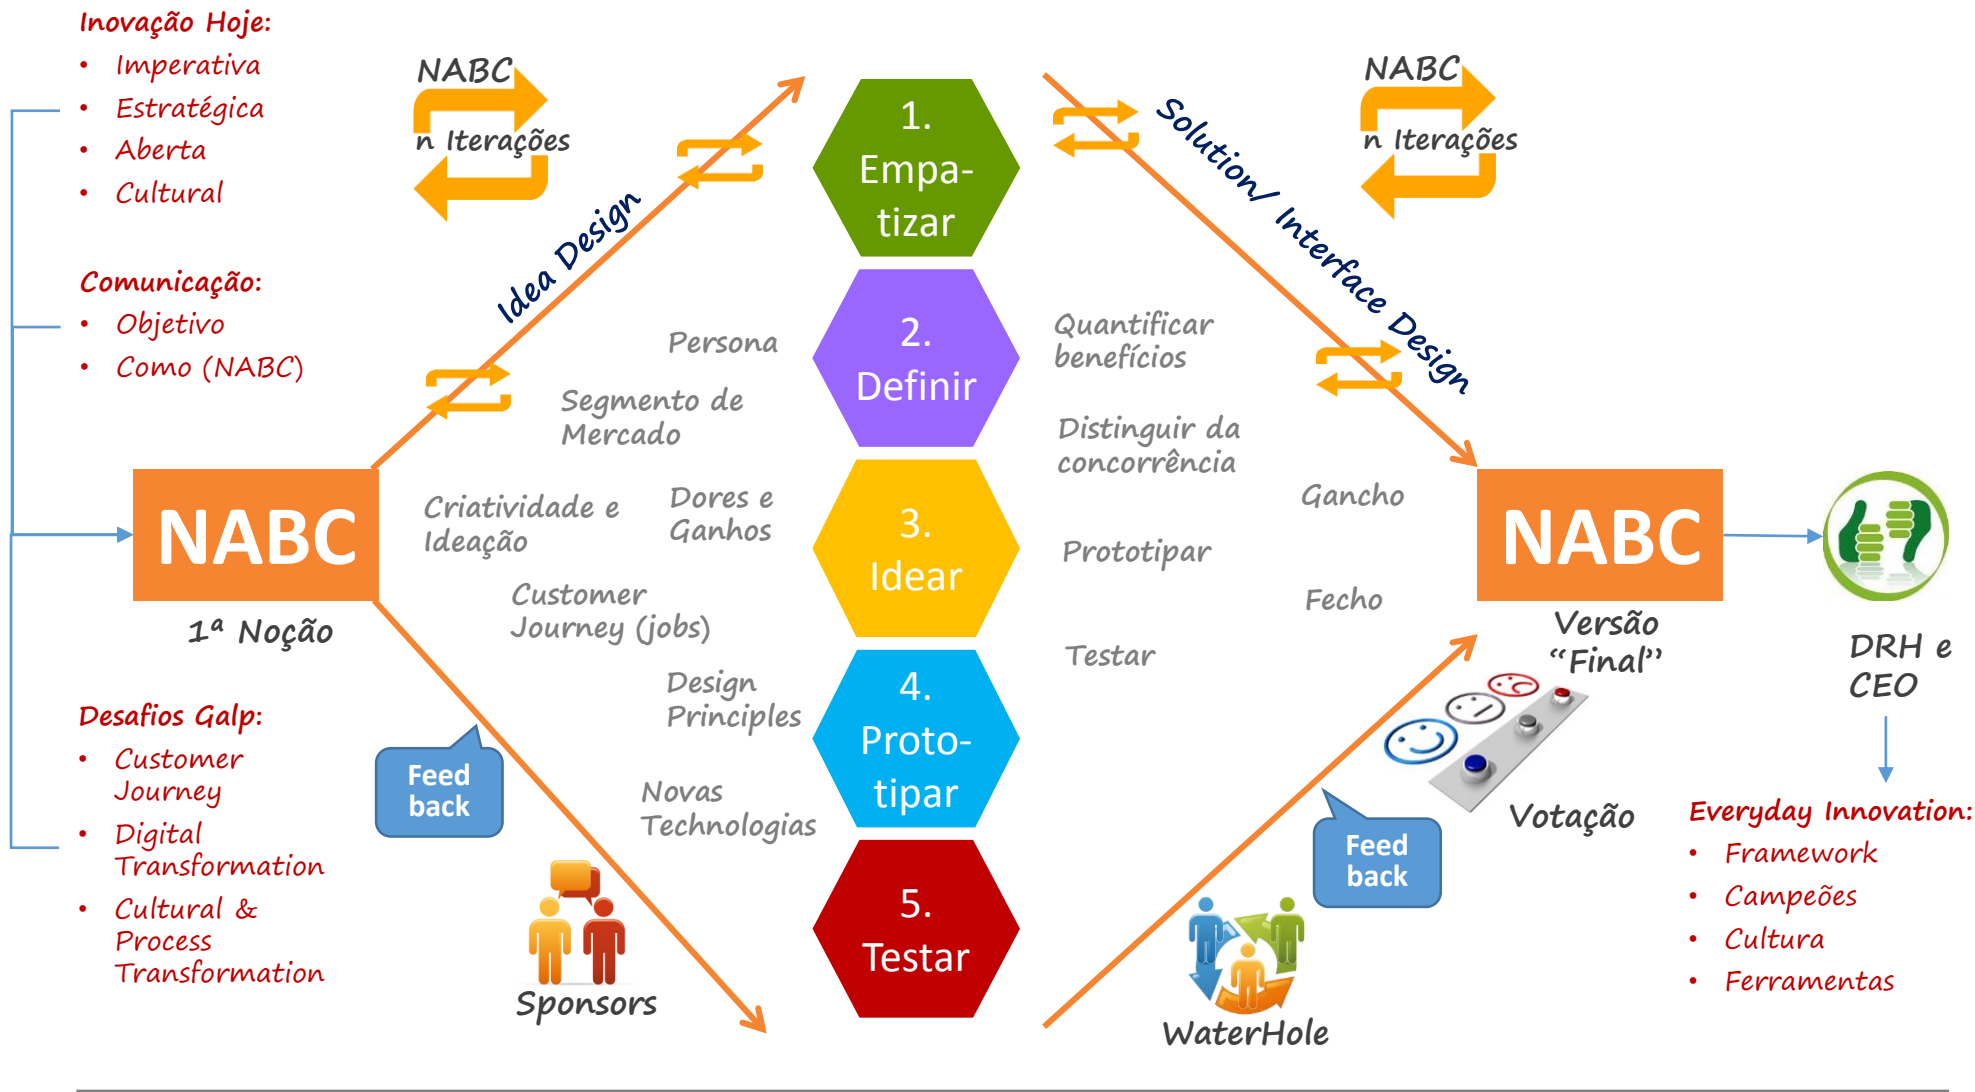 Inovação Hoje:
• Imperativa
• Estratégica
• Aberta
• Cultural
Comunicação:
• Objetivo
• Como (NABC)
NABC
1ª Noção
Desafios Galp:
• Customer
Journey
• Digital
Transformation
• Cultural &
Process
Transformation
NABC
n Iterações
Idea Design
Persona
Segmento de
Mercado
Criatividade e
Ideação
Dores e
Ganhos
Customer
Journey (jobs)
Design
Principles
Novas
Technologias
Feed
back
Sponsors
1.
Empa-
tizar
2.
Definir
3.
Idear
4.
Proto-
tipar
5.
Testar
NABC
n Iterações
Solution/ Interface Design
Quantificar
benefícios
Distinguir da
concorrência
Prototipar
Testar
Gancho
Fecho
WaterHole
Feed
back
NABC
Versão
“Final”
Votação
DRH e
CEO
Everyday Innovation:
• Framework
• Campeões
• Cultura
• Ferramentas